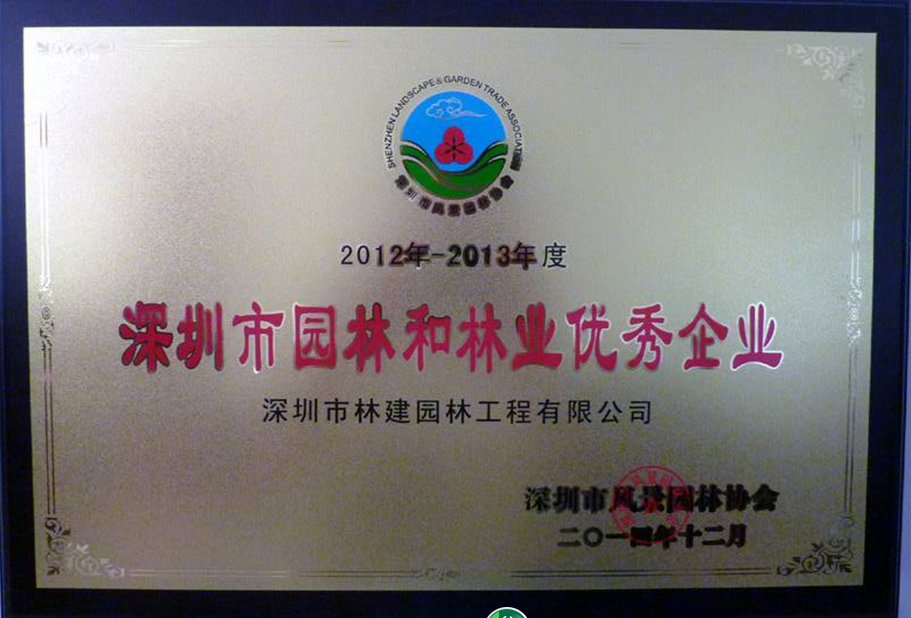 SHENZHEN LANDSCAPE & GARDEN TRADE ASSOCIATION
深圳市风景园林协会
2012年-2013年度
深圳市园林和林业优秀企业
深圳市林建园林工程有限公司
深圳市风景园林协会
二〇一四年十二月